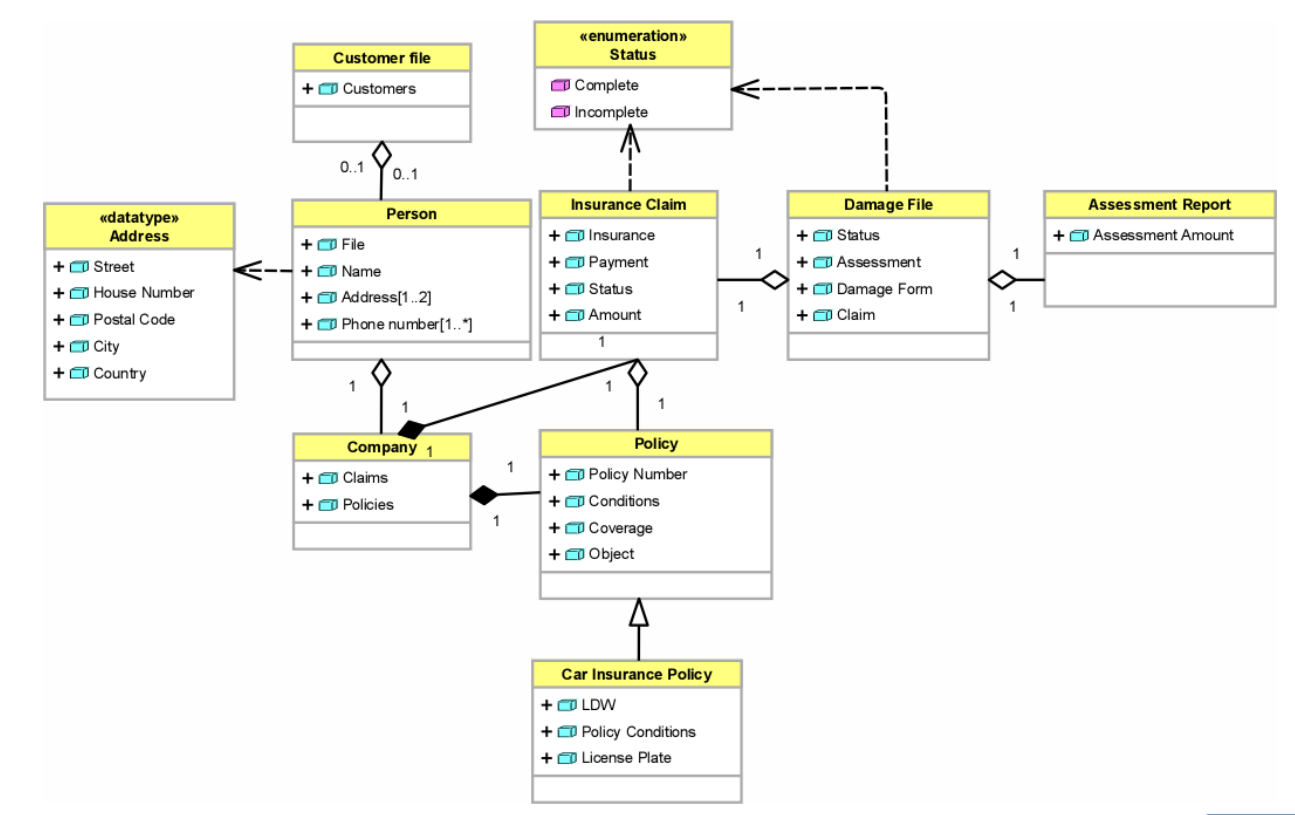 Customer file
+ Customers
«enumeration»
Status
Complete
Incomplete
0..1
0..1
«datatype»
Address
+ Street
+ House Number
+ Postal Code
+ City
+ Country
Person
+ File
+ Name
+ Address[1..2]
+ Phone number[1..*]
Insurance Claim
+ Insurance
+ Payment
+ Status
+ Amount
1
1
1
Damage File
+ Status
+ Assessment
+ Damage Form
+ Claim
1
1
Assessment Report
+ Assessment Amount
1
1
1
1
1
Company
1
+ Claims
+ Policies
1
1
Policy
+ Policy Number
+ Conditions
+ Coverage
+ Object
Car Insurance Policy
+ LDW
+ Policy Conditions
+ License Plate